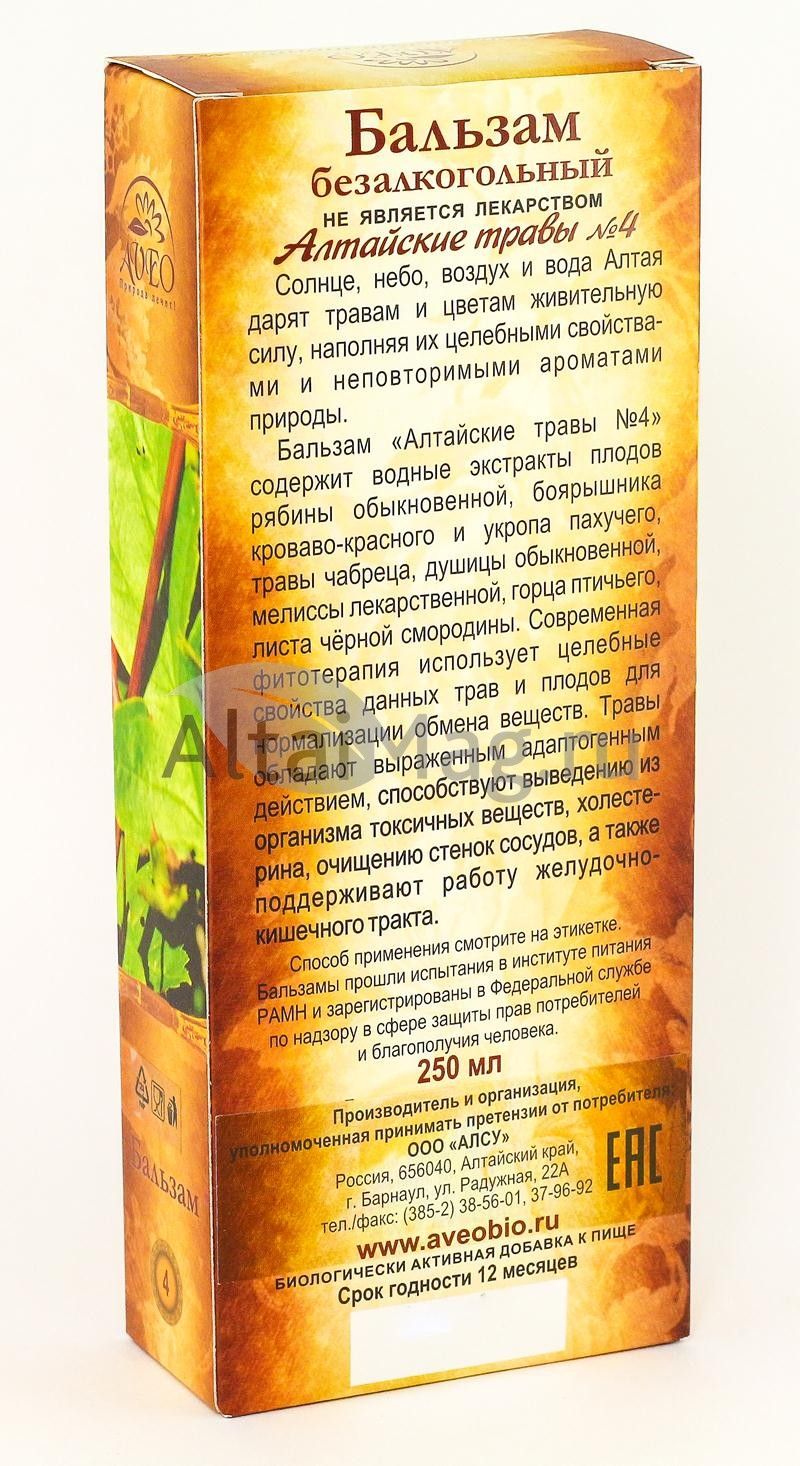 Бальзам
безалкогольный
НЕ ЯВЛЯЕТСЯ ЛЕКАРСТВОМ
Алтайские травы №4
Солнце, небо, воздух и вода Алтая
дарят травам и цветам живительную
силу, наполняя их целебными свойства-
ми и неповторимыми ароматами
природы.
Бальзам «Алтайские травы №4»
содержит водные экстракты плодов
рябины обыкновенной, боярышника
кроваво-красного и укропа пахучего,
травы чабреца, душицы обыкновенной,
мелиссы лекарственной, горца птичьего,
листа чёрной смородины. Современная
фитотерапия использует целебные
свойства данных трав и плодов для
нормализации обмена веществ. Травы
обладают выраженным адаптогенным
действием, способствуют выведению из
организма токсичных веществ, холесте-
рина, очищению стенок сосудов, а также
поддерживают работу желудочно-
кишечного тракта.
Способ применения смотрите на этикетке.
Бальзамы прошли испытания в институте питания
РАМН и зарегистрированы в Федеральной службе
по надзору в сфере защиты прав потребителей
и благополучия человека.
250 мл
Производитель и организация,
уполномоченная принимать претензии от потребителя:
ООО «АЛСУ»
Россия, 656040, Алтайский край,
г. Барнаул, ул. Радужная, 22А
тел./факс: (385-2) 38-56-01, 37-96-92
www.aveobio.ru
БИОЛОГИЧЕСКИ АКТИВНАЯ ДОБАВКА К ПИЩЕ
Срок годности 12 месяцев
EAC
AVEO
Природа лечит!
Бальзам
4
AltaiMag.ru